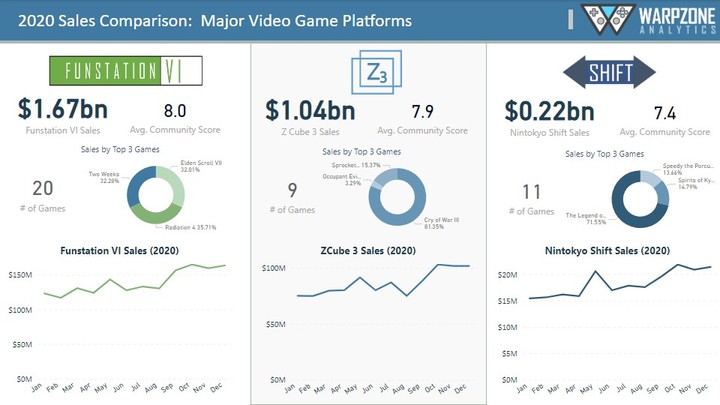 2020 Sales Comparison: Major Video Game Platforms
WARPZONE
ANALYTICS
FUNSTATION VI
$1.67bn
Funstation VI Sales
8.0
Avg. Community Score
Sales by Top 3 Games
20
# of Games
Elden Scroll VII
32.01%
Two Weeks
32.28%
Radiation 4 35.71%
Funstation VI Sales (2020)
$150M
$100M
$50M
$0M
Jan Feb Mar Apr May Jun July Aug Sep Oct Nov Dec
Z3
$1.04bn
Z Cube 3 Sales
7.9
Avg. Community Score
Sales by Top 3 Games
9
# of Games
Sprocket... 15.37%
Occupant Evi...
3.29%
Cry of War III
81.35%
ZCube 3 Sales (2020)
$100M
$50M
$0M
Jan Feb Mar Apr May Jun July Aug Sep Oct Nov Dec
SHIFT
$0.22bn
Nintokyo Shift Sales
7.4
Avg. Community Score
Sales by Top 3 Games
11
# of Games
Speedy the Porcu...
13.66%
Spirits of Ky...
14.79%
The Legend o...
71.55%
Nintokyo Shift Sales (2020)
$20M
$15M
$10M
$5M
$0M
Jan Feb Mar Apr May Jun July Aug Sep Oct Nov Dec